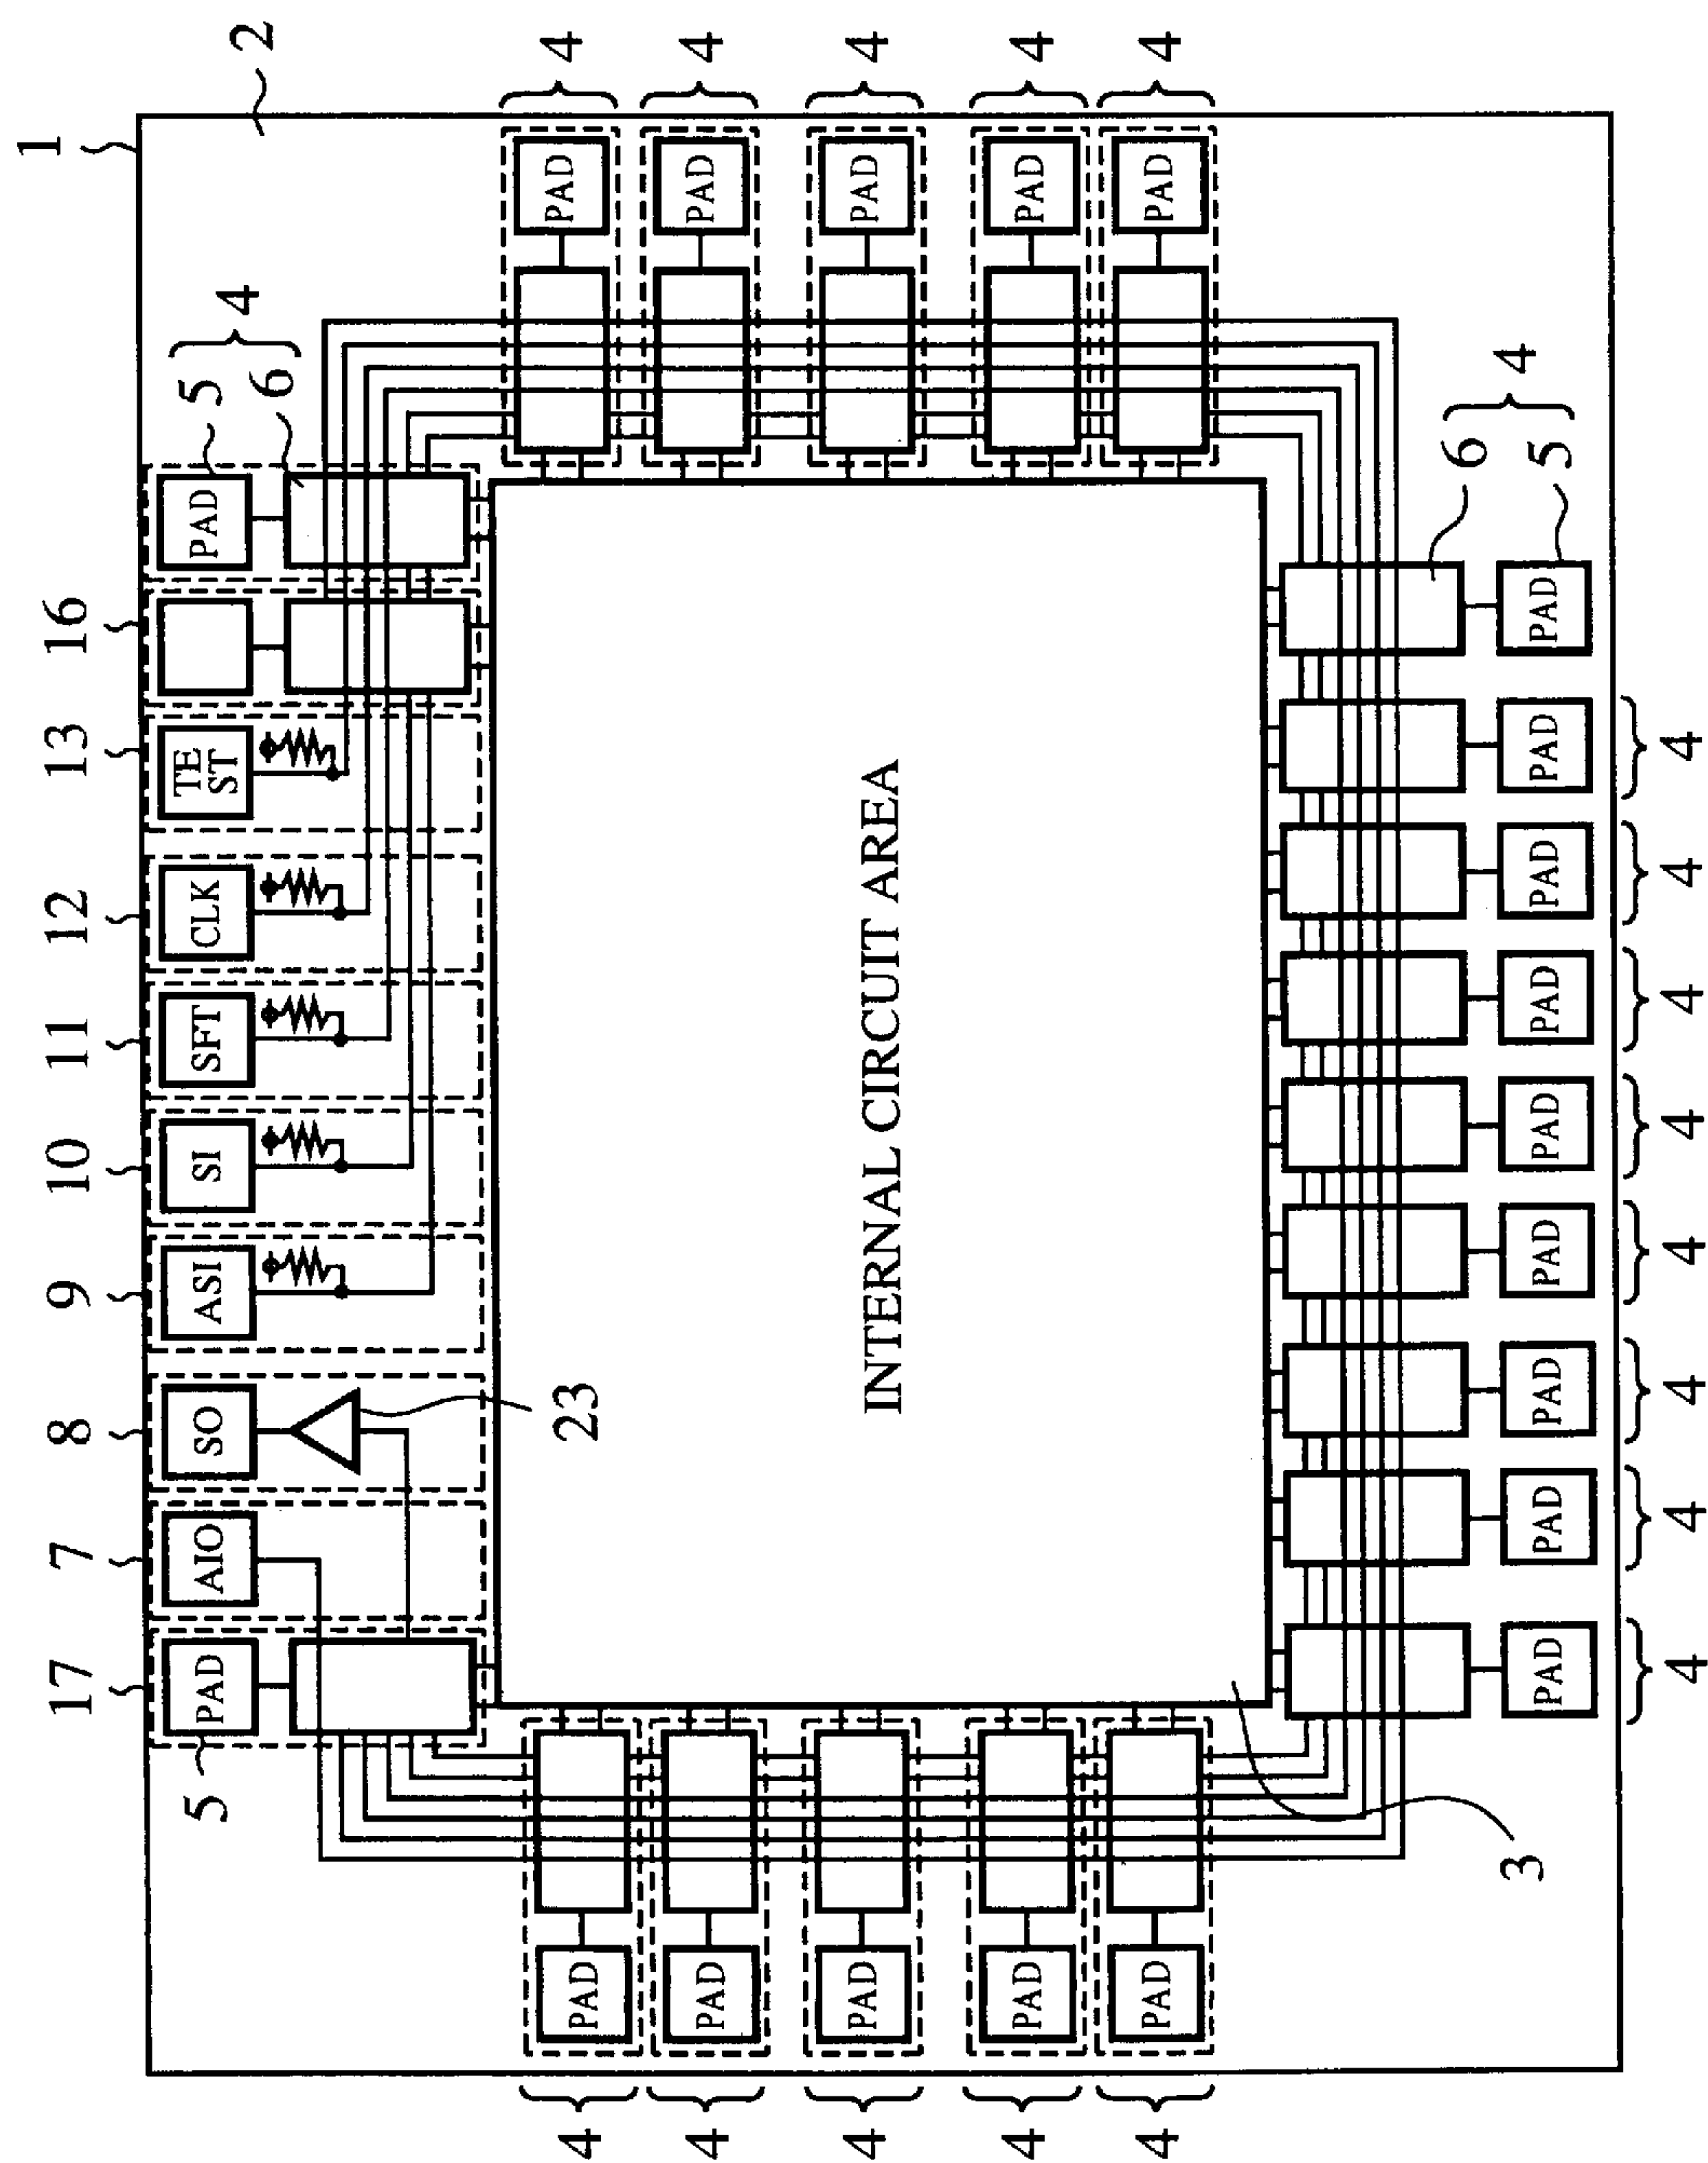 17 7 8 9 10 11 12 13 16 1
5 PAD AIO SO ASI SI SFT CLK TE PAD 5 4 2
ST
6
23
4 PAD PAD 4
4 PAD PAD 4
4 PAD INTERNAL CIRCUIT AREA PAD 4
4 PAD PAD 4
4 PAD PAD 4
6
3 4
PAD PAD PAD PAD PAD PAD PAD PAD PAD 5
4 4 4 4 4 4 4 4